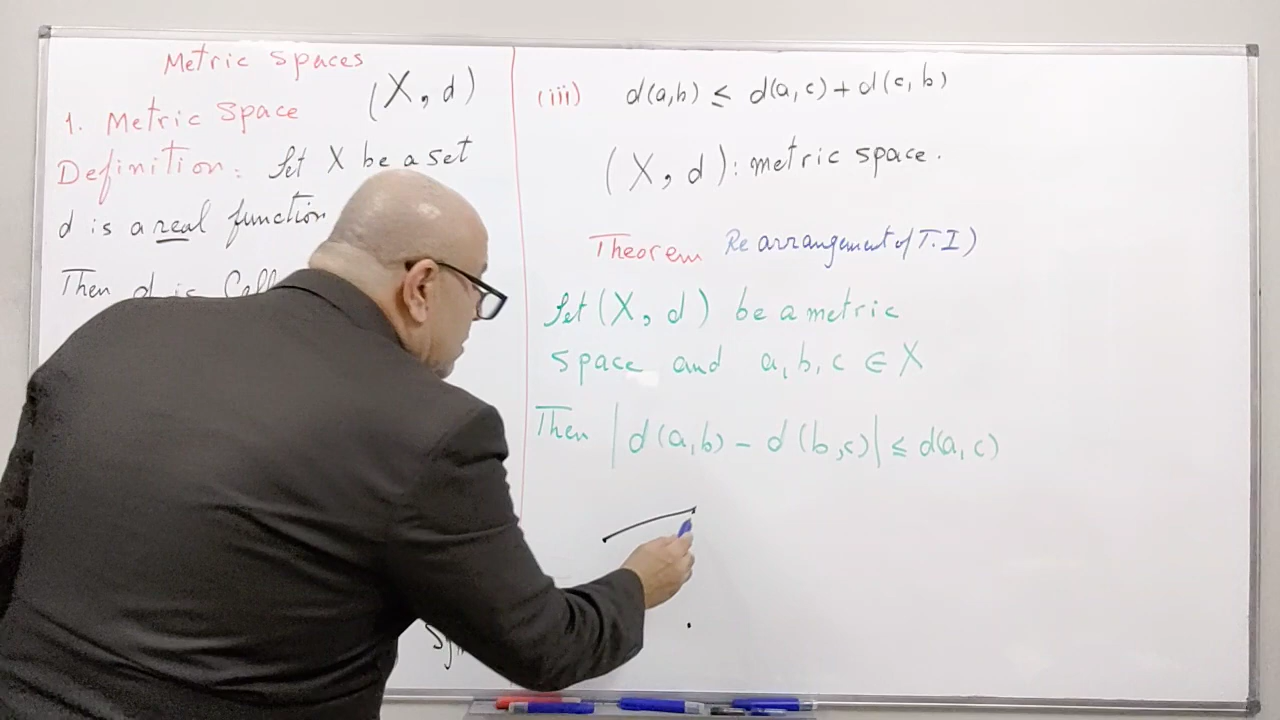 Metric Spaces
(X, d)
1. Metric Space
Definition: Let X be a set
d is a real function
Then d is Call
Sy
(iii) d(a,b) ≤ d(a,c) + d(c,b)
(X, d): metric space.
Theorem Rearrangement of T.I)
Let (X, d) be a metric
space and a, b, c ∈ X
Then |d(a,b) - d(b,c)| ≤ d(a,c)